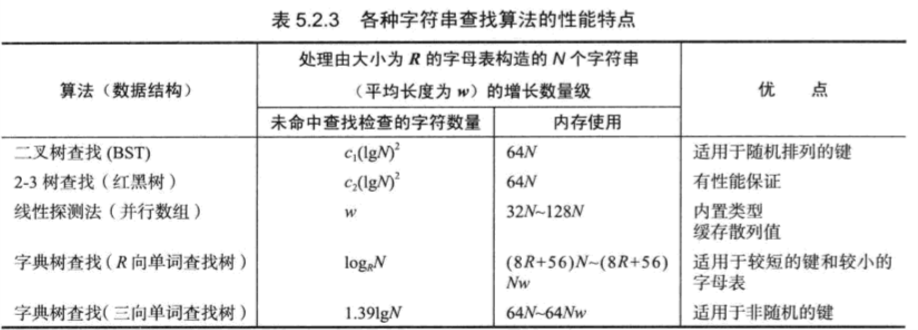 表 5.2.3 各种字符串查找算法的性能特点
算法（数据结构）
处理由大小为 R 的字母表构造的 N 个字符串
（平均长度为 w）的增长数量级
优 点
未命中查找检查的字符数量 内存使用
二叉树查找 (BST) c₁(lgN)² 64N 适用于随机排列的键
2-3 树查找（红黑树） c₂(lgN)² 64N 有性能保证
线性探测法（并行数组） w 32N~128N 内置类型
缓存散列值
字典树查找（R 向单词查找树） logRN (8R+56)N~(8R+56) 适用于较短的键和较小的
Nw 字母表
字典树查找（三向单词查找树） 1.39lgN 64N~64Nw 适用于非随机的键